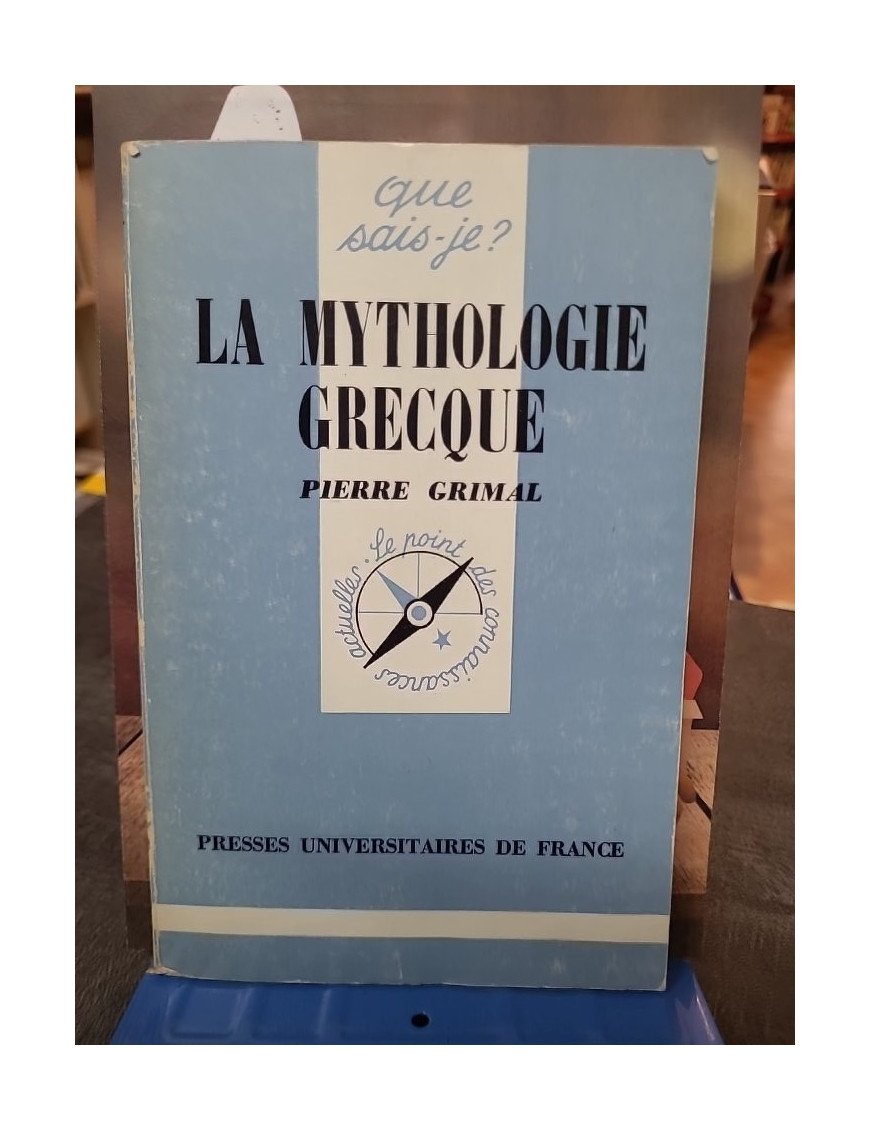 que
sais-je?
LA MYTHOLOGIE
GRECQUE
PIERRE GRIMAL
Le point des connaissances actuelles.
PRESSES UNIVERSITAIRES DE FRANCE